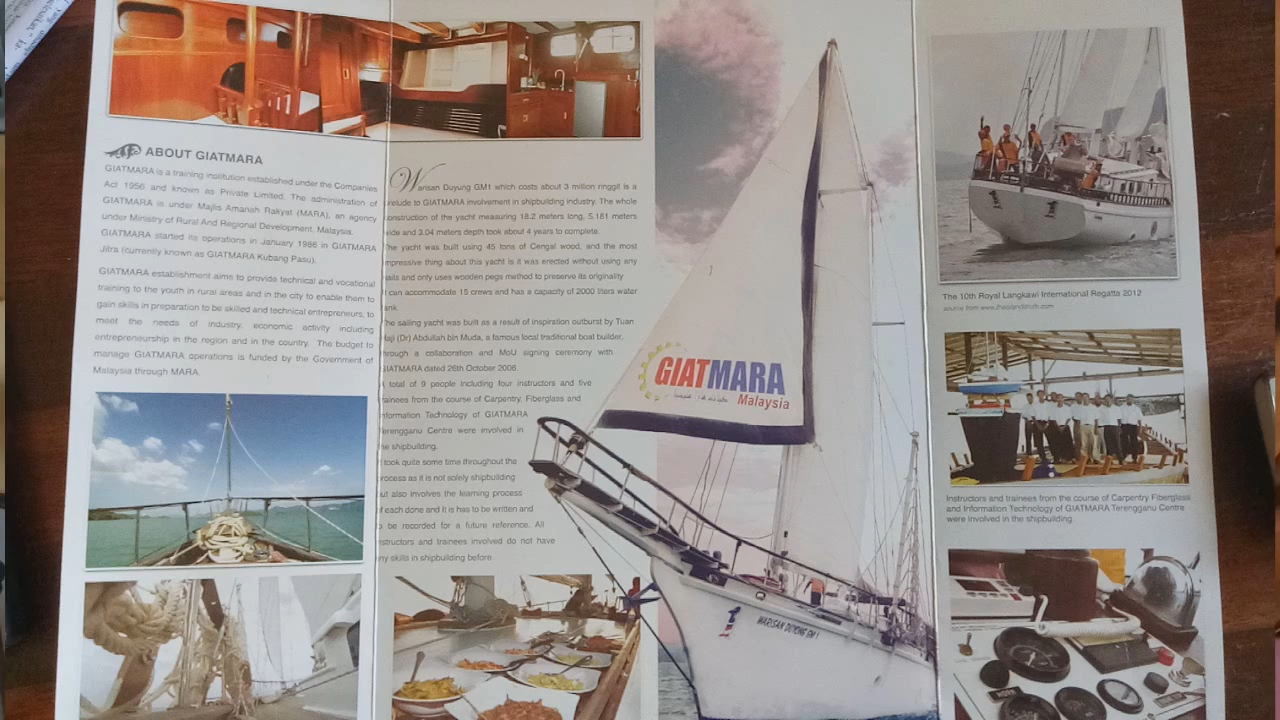 ABOUT GIATMARA
GIATMARA is a training institution established under the Companies
Act 1956 and known as Private Limited. The administration of
GIATMARA is under Majlis Amanah Rakyat (MARA), an agency
under Ministry of Rural And Regional Development, Malaysia.
GIATMARA started its operations in January 1986 in GIATMARA
Jitra (currently known as GIATMARA Kubang Pasu).
GIATMARA establishment aims to provide technical and vocational
training to the youth in rural areas and in the city to enable them to
gain skills in preparation to be skilled and technical entrepreneurs, to
meet the needs of industry, economic activity including
entrepreneurship in the region and in the country. The budget to
manage GIATMARA operations is funded by the Government of
Malaysia through MARA.
Warisan Duyung GM1 which costs about 3 million ringgit is a
prelude to GIATMARA involvement in shipbuilding industry. The whole
construction of the yacht measuring 18.2 meters long, 5.181 meters
wide and 3.04 meters depth took about 4 years to complete.
The yacht was built using 45 tons of Cengal wood, and the most
impressive thing about this yacht is it was erected without using any
nails and only uses wooden pegs method to preserve its originality
It can accommodate 15 crews and has a capacity of 2000 liters water
tank.
The sailing yacht was built as a result of inspiration outburst by Tuan
Haji (Dr) Abdullah bin Muda, a famous local traditional boat builder,
through a collaboration and MoU signing ceremony with
GIATMARA dated 26th October 2006.
A total of 9 people including four instructors and five
trainees from the course of Carpentry, Fiberglass and
Information Technology of GIATMARA
Terengganu Centre were involved in
the shipbuilding.
It took quite some time throughout the
process as it is not solely shipbuilding
but also involves the learning process
of each done and it is has to be written and
to be recorded for a future reference. All
instructors and trainees involved do not have
any skills in shipbuilding before.
GIATMARA
Malaysia
1
WARISAN DUYONG GM 1
The 10th Royal Langkawi International Regatta 2012
source from www.theislandstruth.com
Instructors and trainees from the course of Carpentry Fiberglass
and Information Technology of GIATMARA Terengganu Centre
were involved in the shipbuilding.